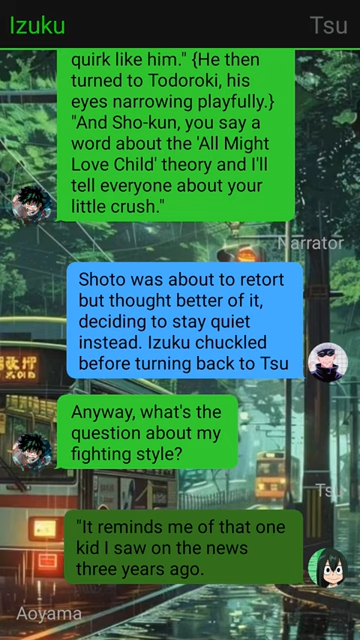 Izuku
Tsu
quirk like him." {He then
turned to Todoroki, his
eyes narrowing playfully.}
"And Sho-kun, you say a
word about the 'All Might
Love Child' theory and I'll
tell everyone about your
little crush."
Narrator
Shoto was about to retort
but thought better of it,
deciding to stay quiet
instead. Izuku chuckled
before turning back to Tsu
Anyway, what's the
question about my
fighting style?
Tsu
"It reminds me of that one
kid I saw on the news
three years ago.
Aoyama